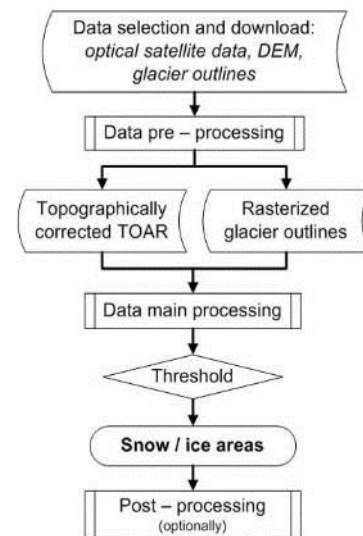 Data selection and download:
optical satellite data, DEM,
glacier outlines
Data pre – processing
Topographically
corrected TOAR
Rasterized
glacier outlines
Data main processing
Threshold
Snow / ice areas
Post – processing
(optionally)